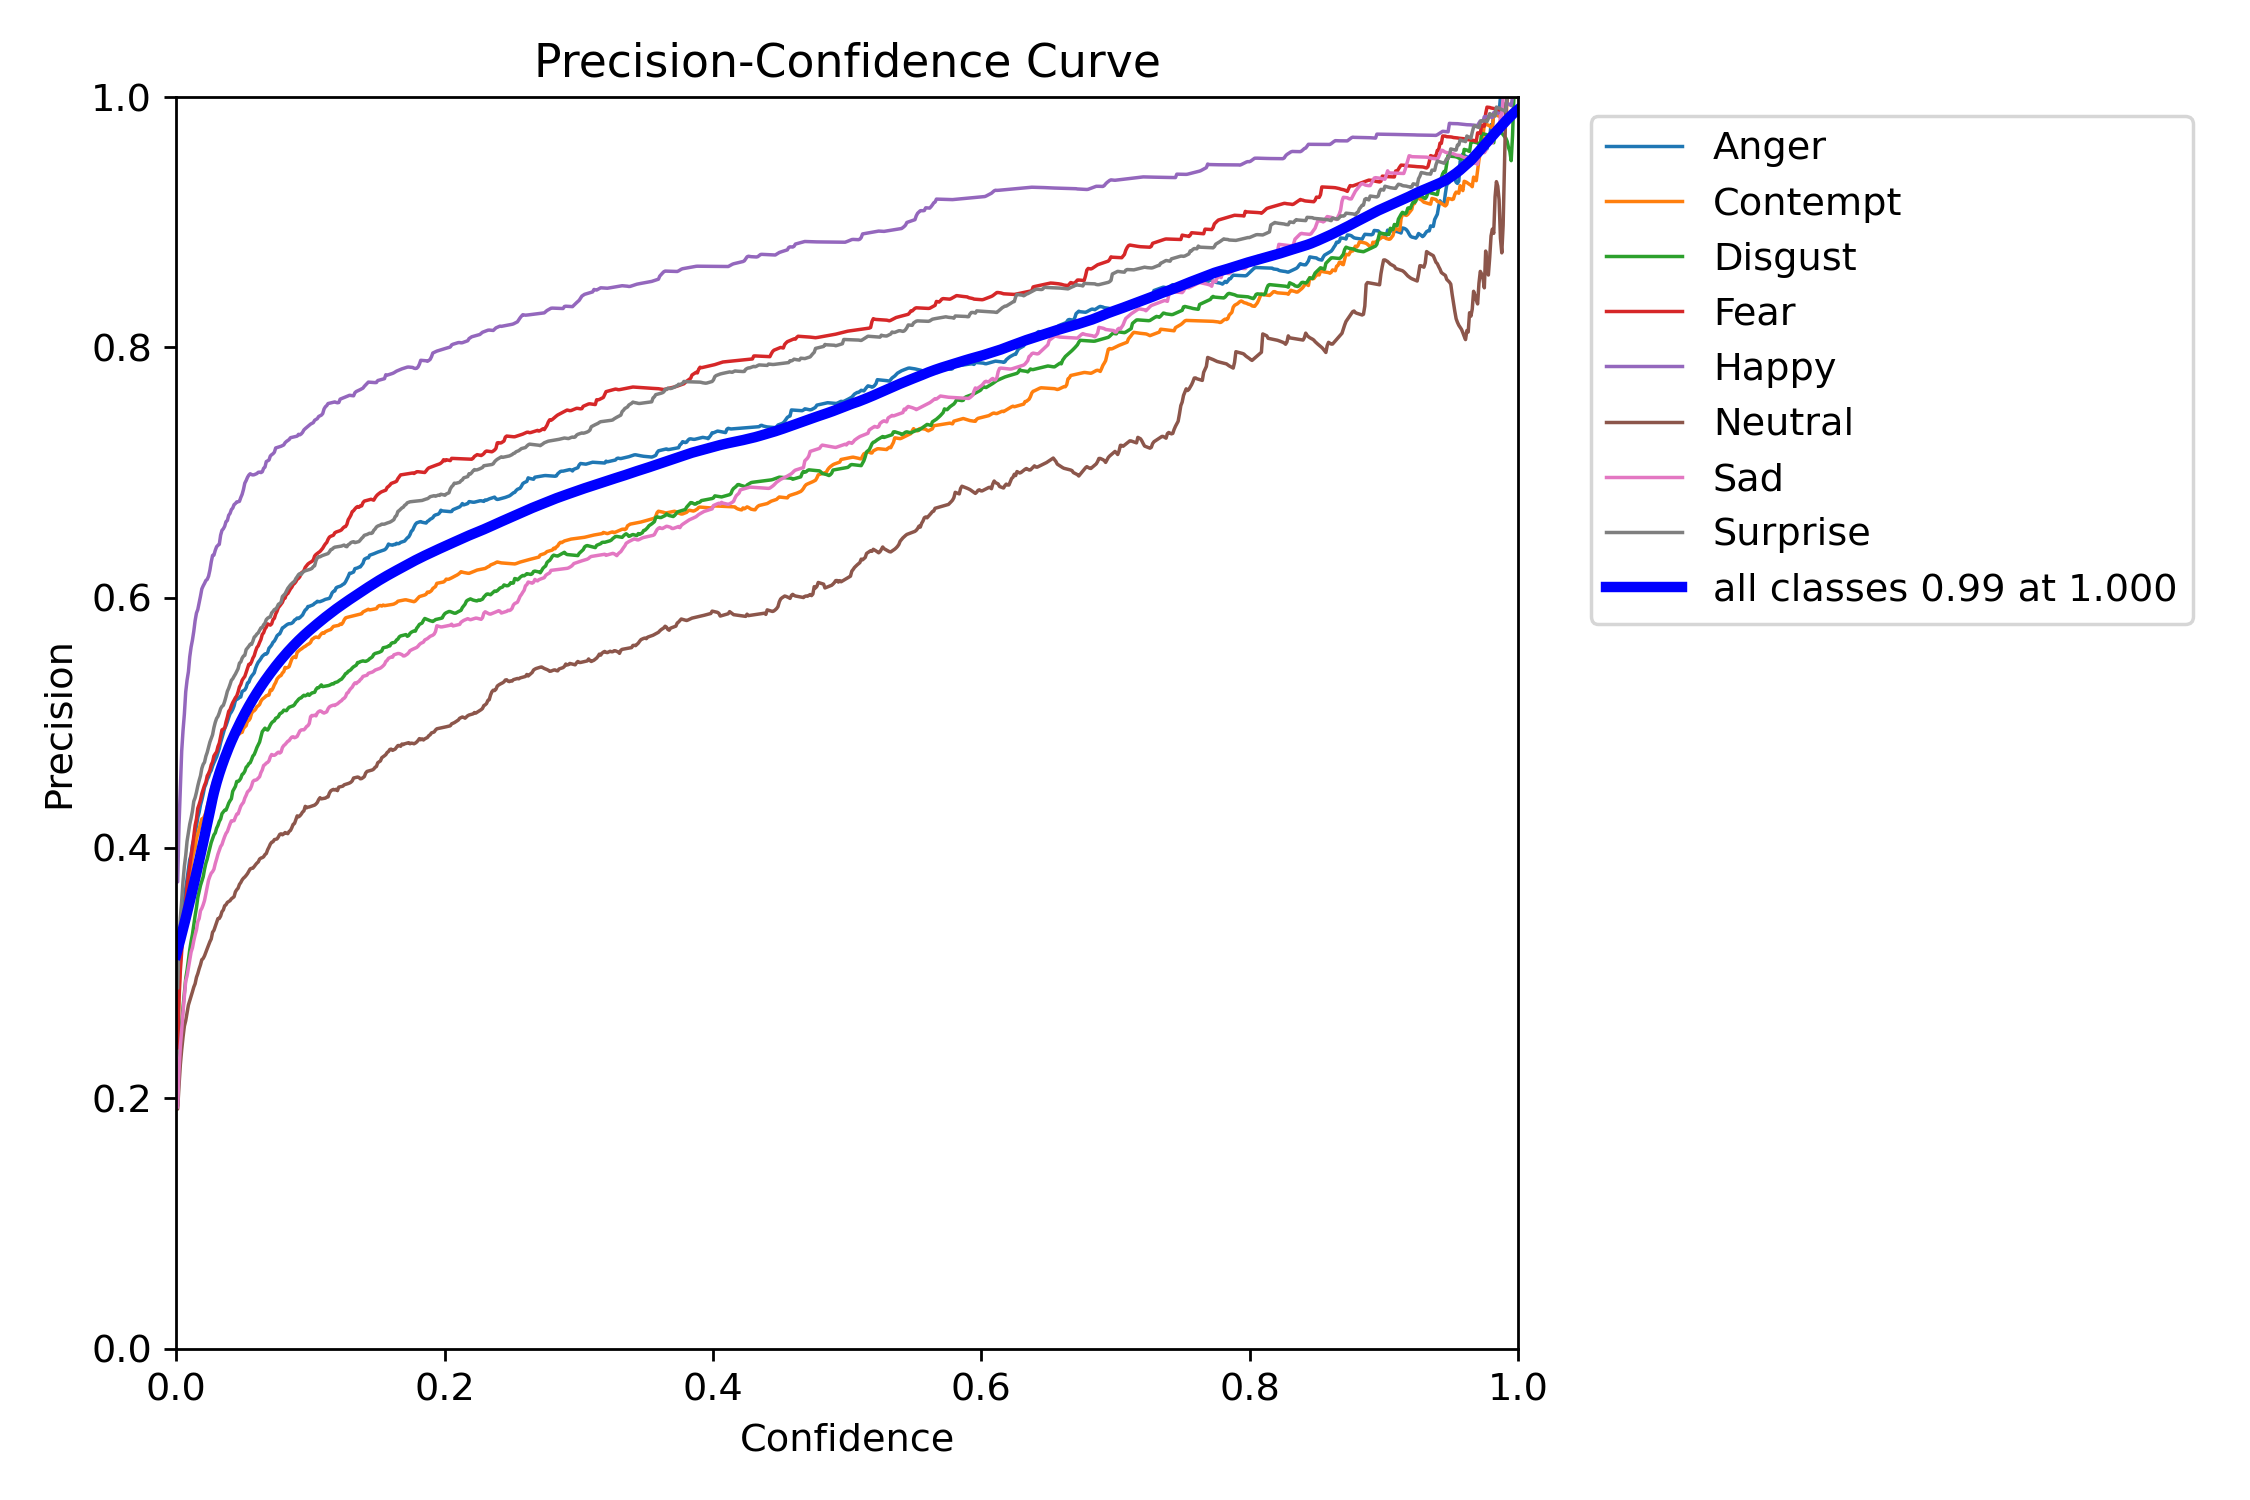 Precision-Confidence Curve
1.0
0.8
0.6
0.4
0.2
0.0
Precision
0.0 0.2 0.4 0.6 0.8 1.0
Confidence
Anger
Contempt
Disgust
Fear
Happy
Neutral
Sad
Surprise
all classes 0.99 at 1.000